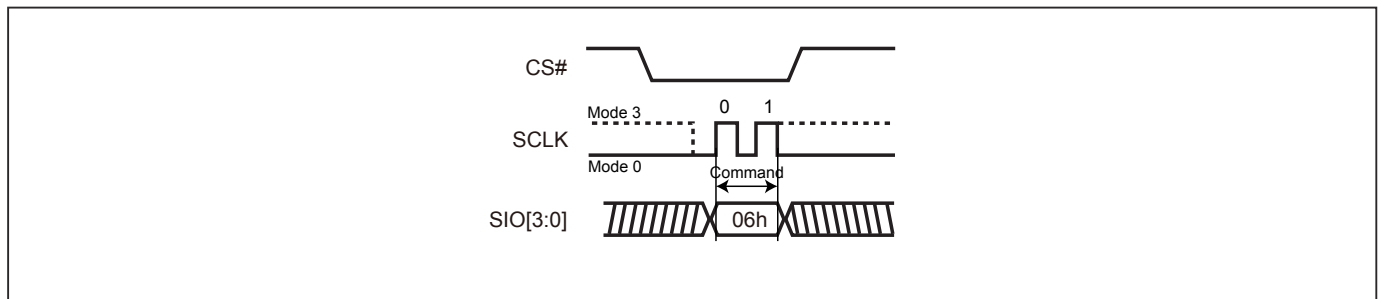 CS#
Mode 3
0 1
SCLK
Mode 0
Command
SIO[3:0]
06h